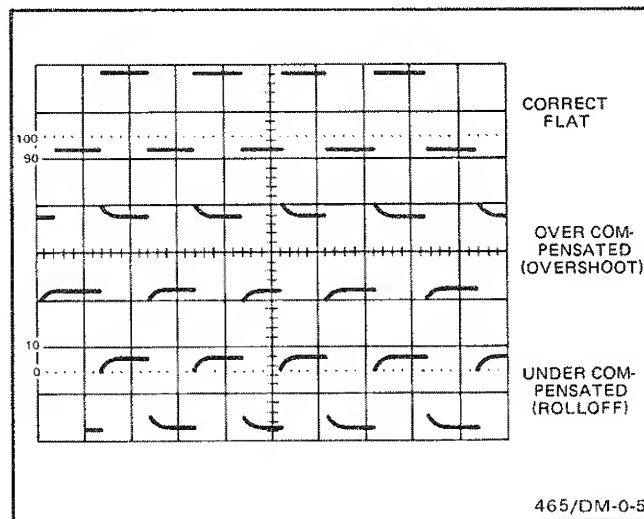 CORRECT
FLAT
100
90
OVER COM-
PENSATED
(OVERSHOOT)
10
0
UNDER COM-
PENSATED
(ROLLOFF)
465/DM-0-5